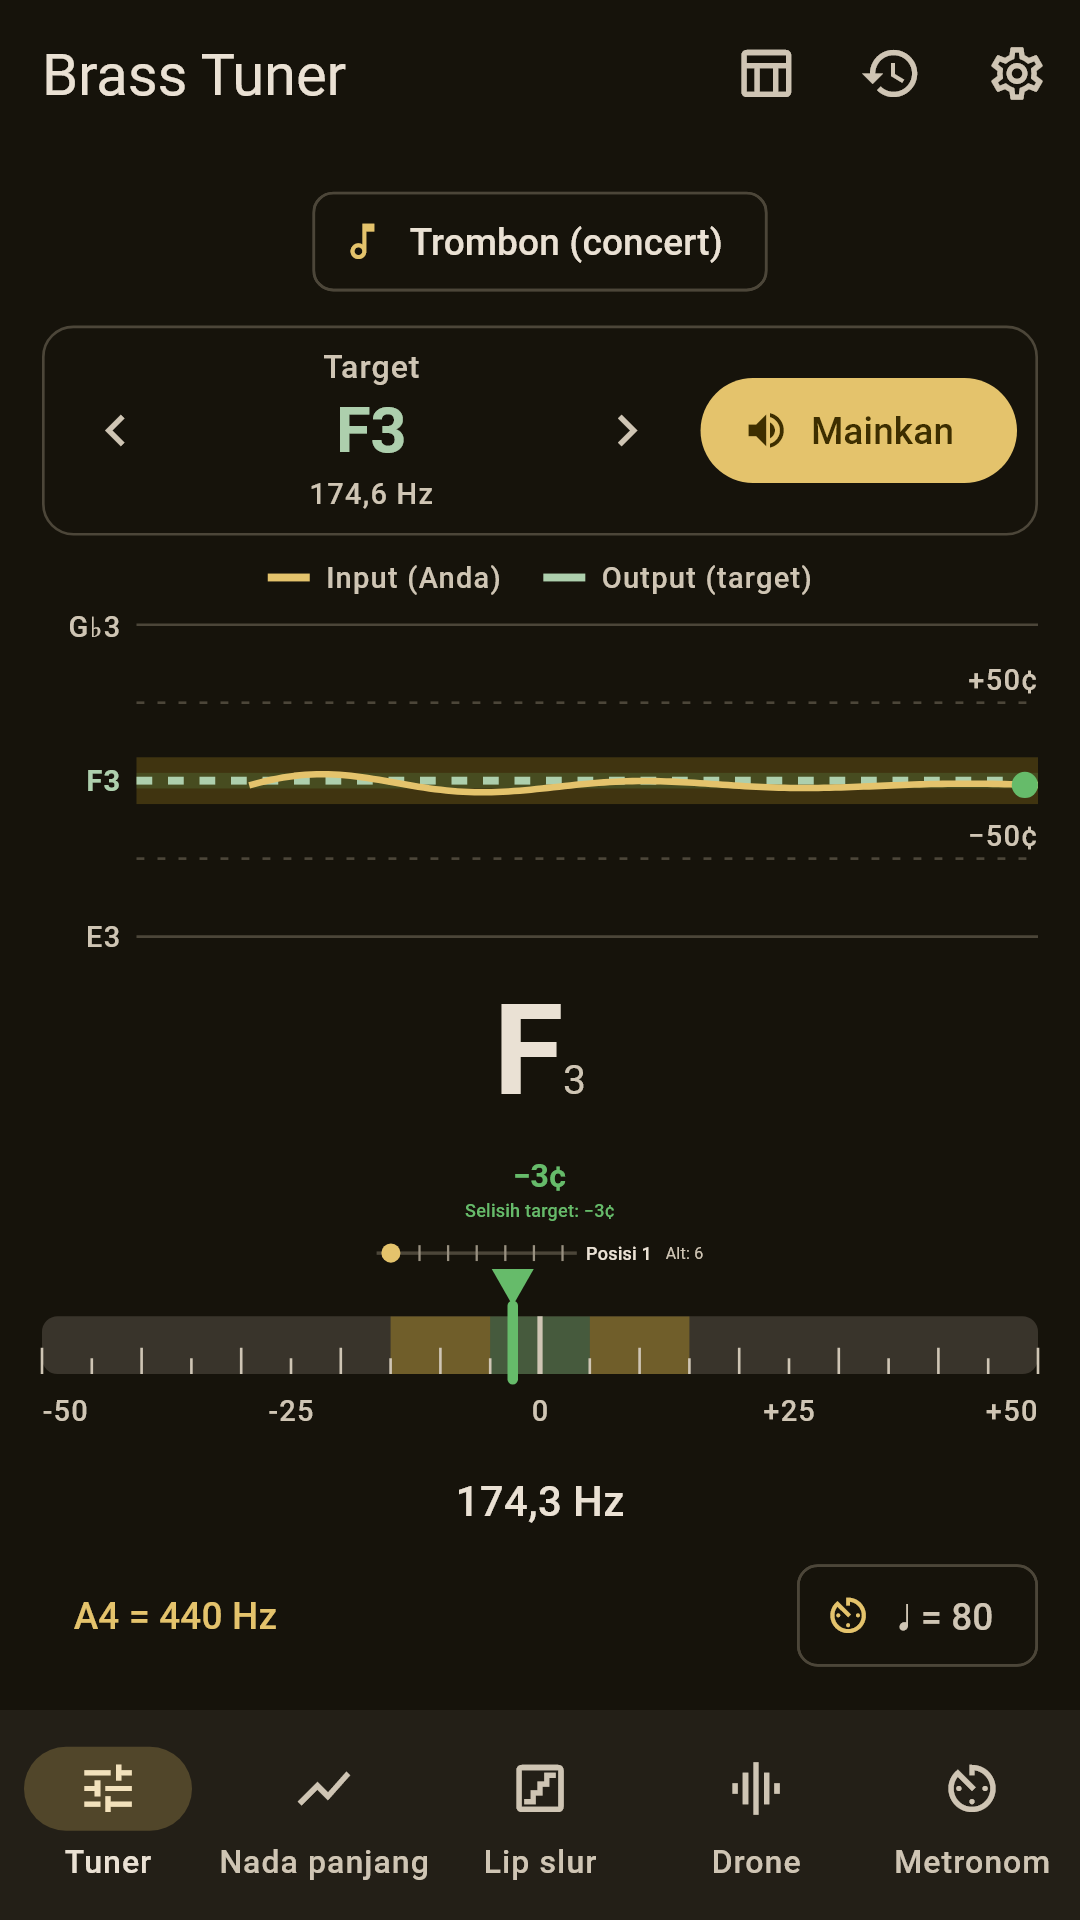 Brass Tuner
Trombon (concert)
Target
F3
174,6 Hz
Mainkan
Input (Anda)
Output (target)
G♭3
+50¢
F3
−50¢
E3
F3
−3¢
Selisih target: −3¢
Posisi 1 Alt: 6
-50 -25 0 +25 +50
174,3 Hz
A4 = 440 Hz
♩ = 80
Tuner Nada panjang Lip slur Drone Metronom